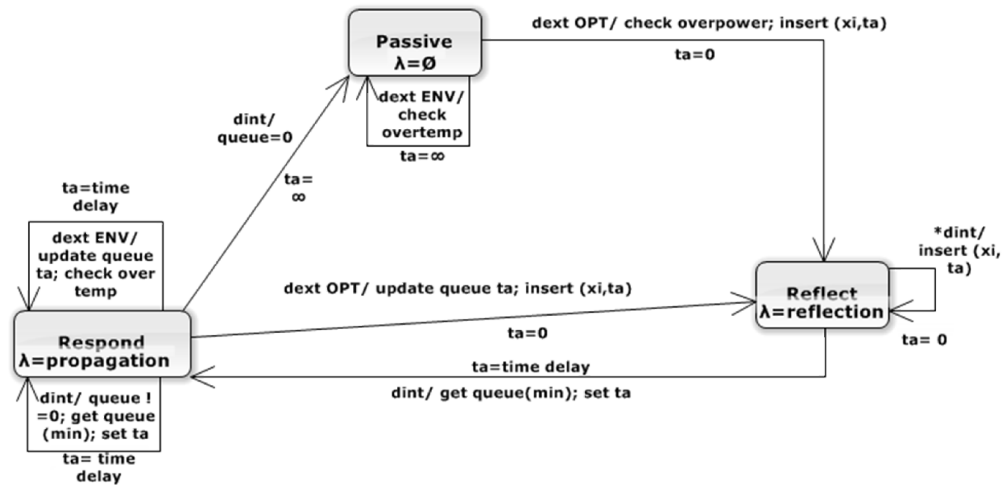 dext OPT/ check overpower; insert (xi,ta)
ta=0
Passive
λ=Ø
dext ENV/
check
overtemp
ta=∞
dint/
queue=0
ta=
∞
ta=time
delay
dext ENV/
update queue
ta; check over
temp
*dint/
insert (xi,
ta)
dext OPT/ update queue ta; insert (xi,ta)
ta=0
Reflect
λ=reflection
ta= 0
Respond
λ=propagation
ta=time delay
dint/ get queue(min); set ta
dint/ queue !
=0; get queue
(min); set ta
ta= time
delay